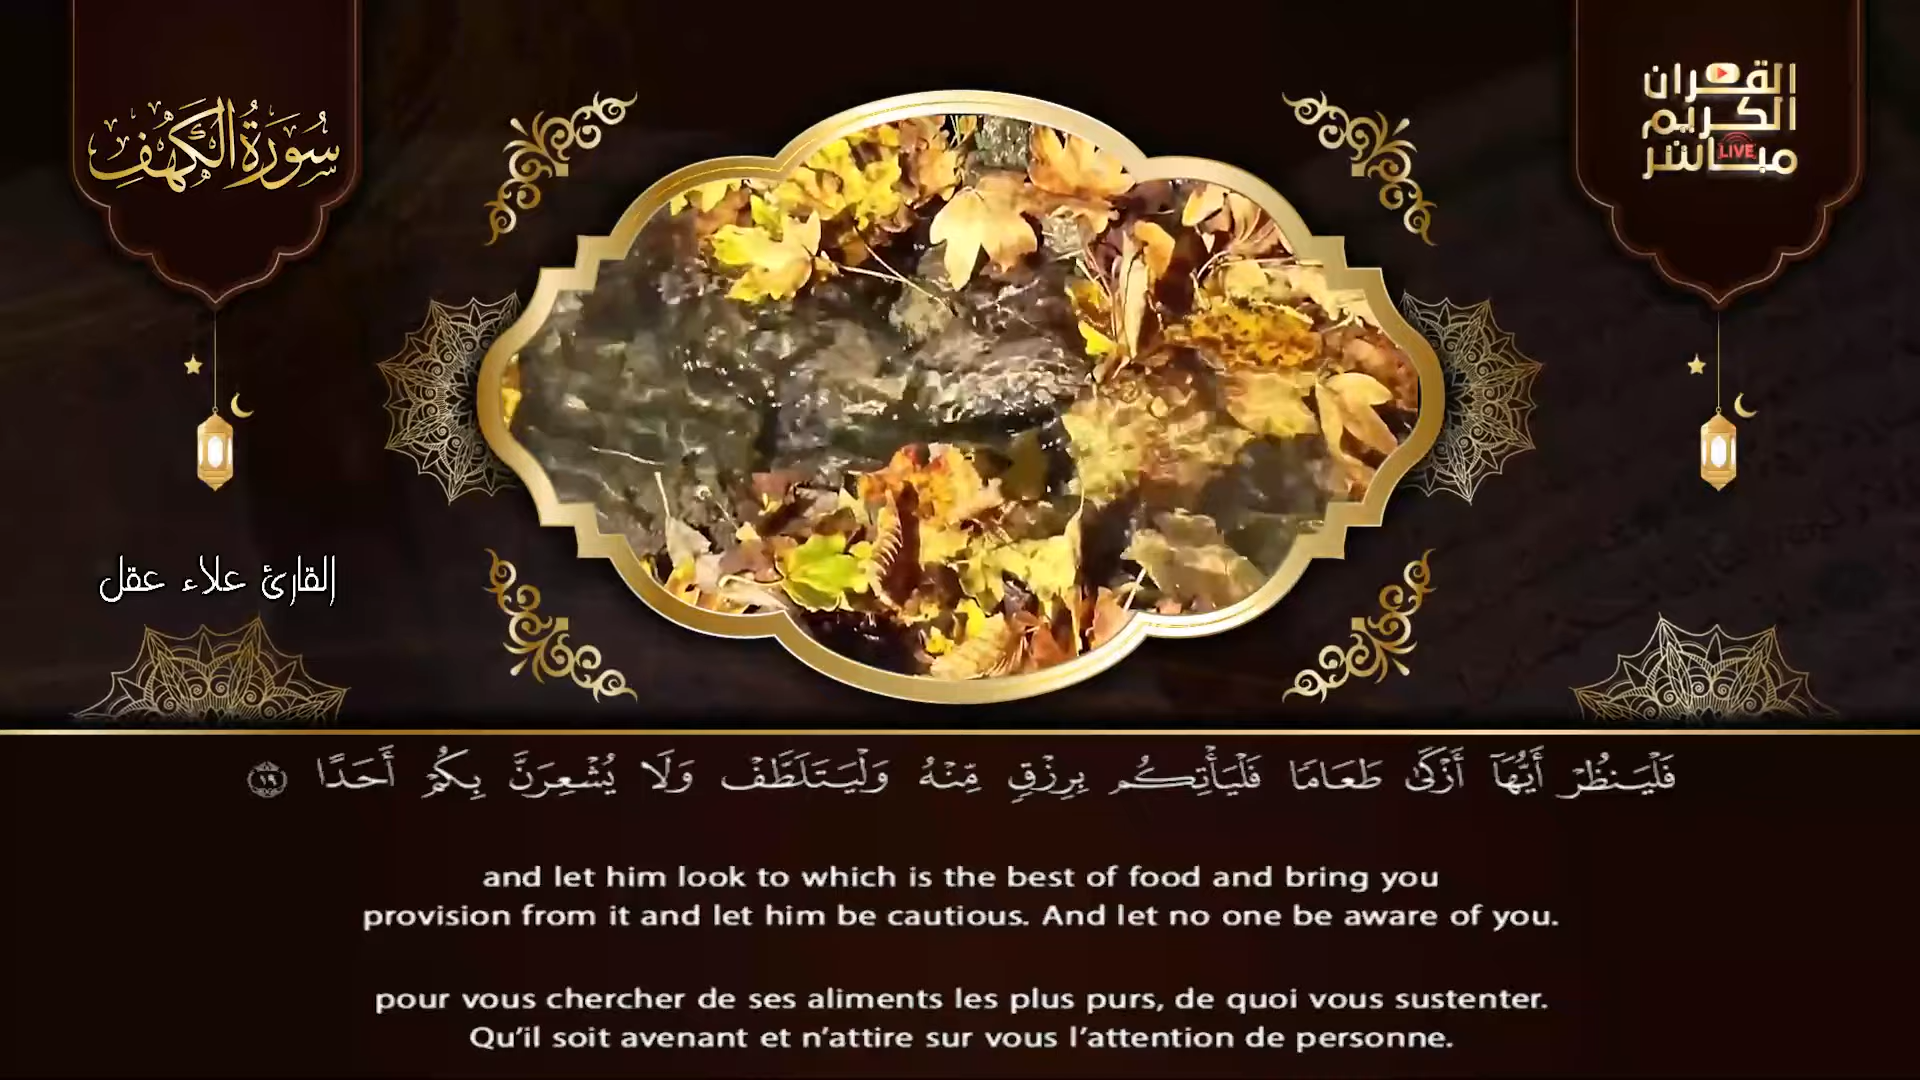 سُورَةُ الكَهْفِ
القرآن
الكريم
مباشر
LIVE
القارئ علاء عقل
فَلْيَنظُرْ أَيُّهَآ أَزْكَىٰ طَعَامًا فَلْيَأْتِكُم بِرِزْقٍ مِّنْهُ وَلْيَتَلَطَّفْ وَلَا يُشْعِرَنَّ بِكُمْ أَحَدًا ١٩
and let him look to which is the best of food and bring you
provision from it and let him be cautious. And let no one be aware of you.
pour vous chercher de ses aliments les plus purs, de quoi vous sustenter.
Qu’il soit avenant et n’attire sur vous l’attention de personne.